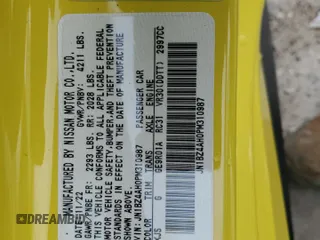 MANUFACTURED BY NISSAN MOTOR CO.,LTD.
DATE: 11/22 GVWR/PNBV: 4211 LBS.
GAWR/PNBE FR: 2293 LBS. RR: 2028 LBS.
THIS VEHICLE CONFORMS TO ALL APPLICABLE FEDERAL
MOTOR VEHICLE SAFETY, BUMPER, AND THEFT PREVENTION
STANDARDS IN EFFECT ON THE DATE OF MANUFACTURE
SHOWN ABOVE.
JN1BZ4AH0PM310987 PASSENGER CAR
COLOR TRIM TRANS AXLE ENGINE
KJS G GE9R01A RC31 VR30(DDTT) 2997CC
JN1BZ4AH0PM310987